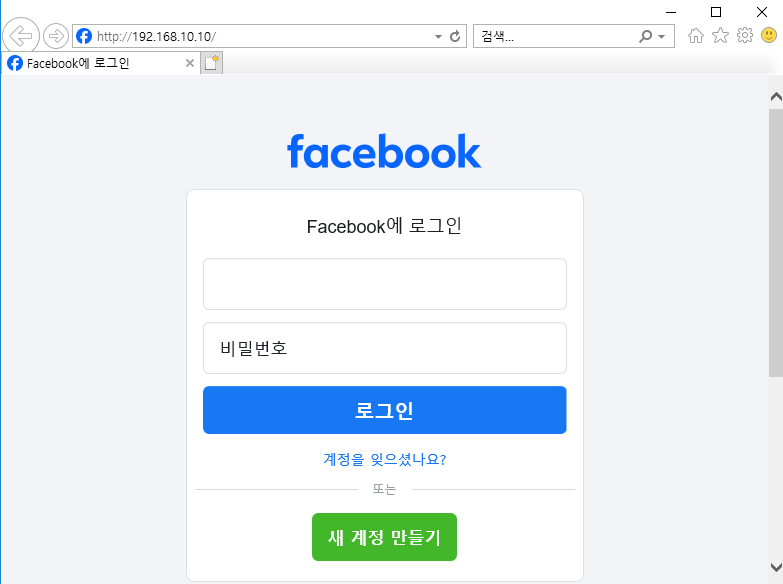 http://192.168.10.10/
검색...
Facebook에 로그인
facebook
Facebook에 로그인
비밀번호
로그인
계정을 잊으셨나요?
또는
새 계정 만들기